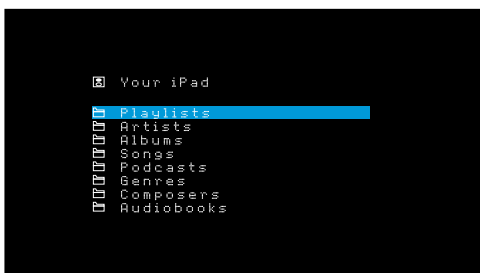 Your iPad
Playlists
Artists
Albums
Songs
Podcasts
Genres
Composers
Audiobooks